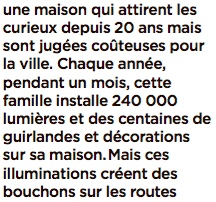 une maison qui attirent les
curieux depuis 20 ans mais
sont jugées coûteuses pour
la ville. Chaque année,
pendant un mois, cette
famille installe 240 000
lumières et des centaines de
guirlandes et décorations
sur sa maison. Mais ces
illuminations créent des
bouchons sur les routes